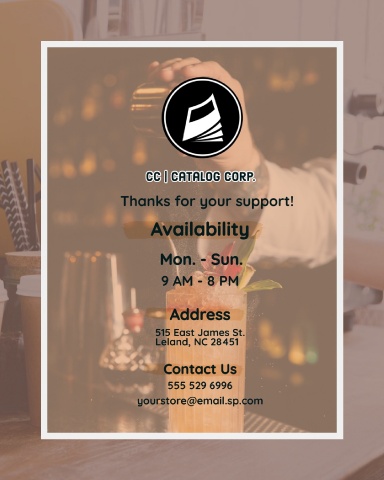 CC | CATALOG CORP.
Thanks for your support!
Availability
Mon. - Sun.
9 AM - 8 PM
Address
515 East James St.
Leland, NC 28451
Contact Us
555 529 6996
yourstore@email.sp.com